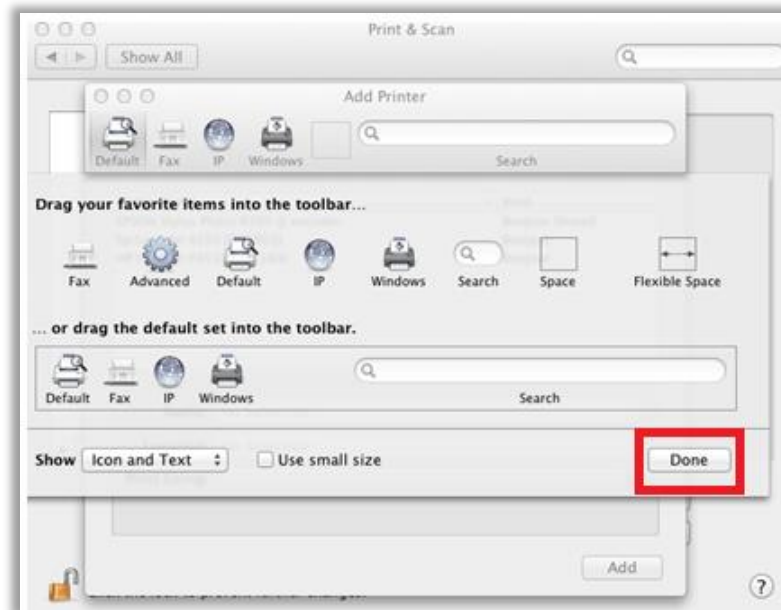 Print & Scan
Show All
Add Printer
Default Fax IP Windows Search
Drag your favorite items into the toolbar...
Fax Advanced Default IP Windows Search Space Flexible Space
... or drag the default set into the toolbar.
Default Fax IP Windows Search
Show Icon and Text Use small size Done
Add
?